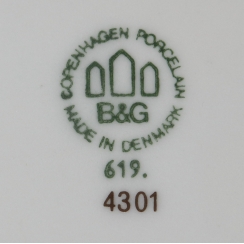 COPENHAGEN PORCELAIN
B&G
MADE IN DENMARK
619.
4301